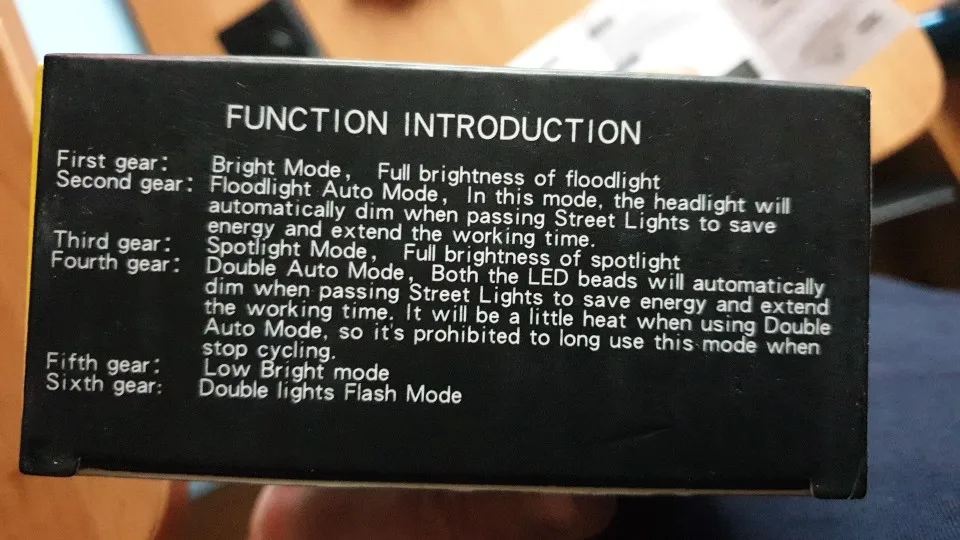 FUNCTION INTRODUCTION
First gear: Bright Mode, Full brightness of floodlight
Second gear: Floodlight Auto Mode, In this mode, the headlight will
automatically dim when passing Street Lights to save
energy and extend the working time.
Third gear: Spotlight Mode, Full brightness of spotlight
Fourth gear: Double Auto Mode, Both the LED beads will automatically
dim when passing Street Lights to save energy and extend
the working time. It will be a little heat when using Double
Auto Mode, so it's prohibited to long use this mode when
stop cycling.
Fifth gear: Low Bright mode
Sixth gear: Double lights Flash Mode